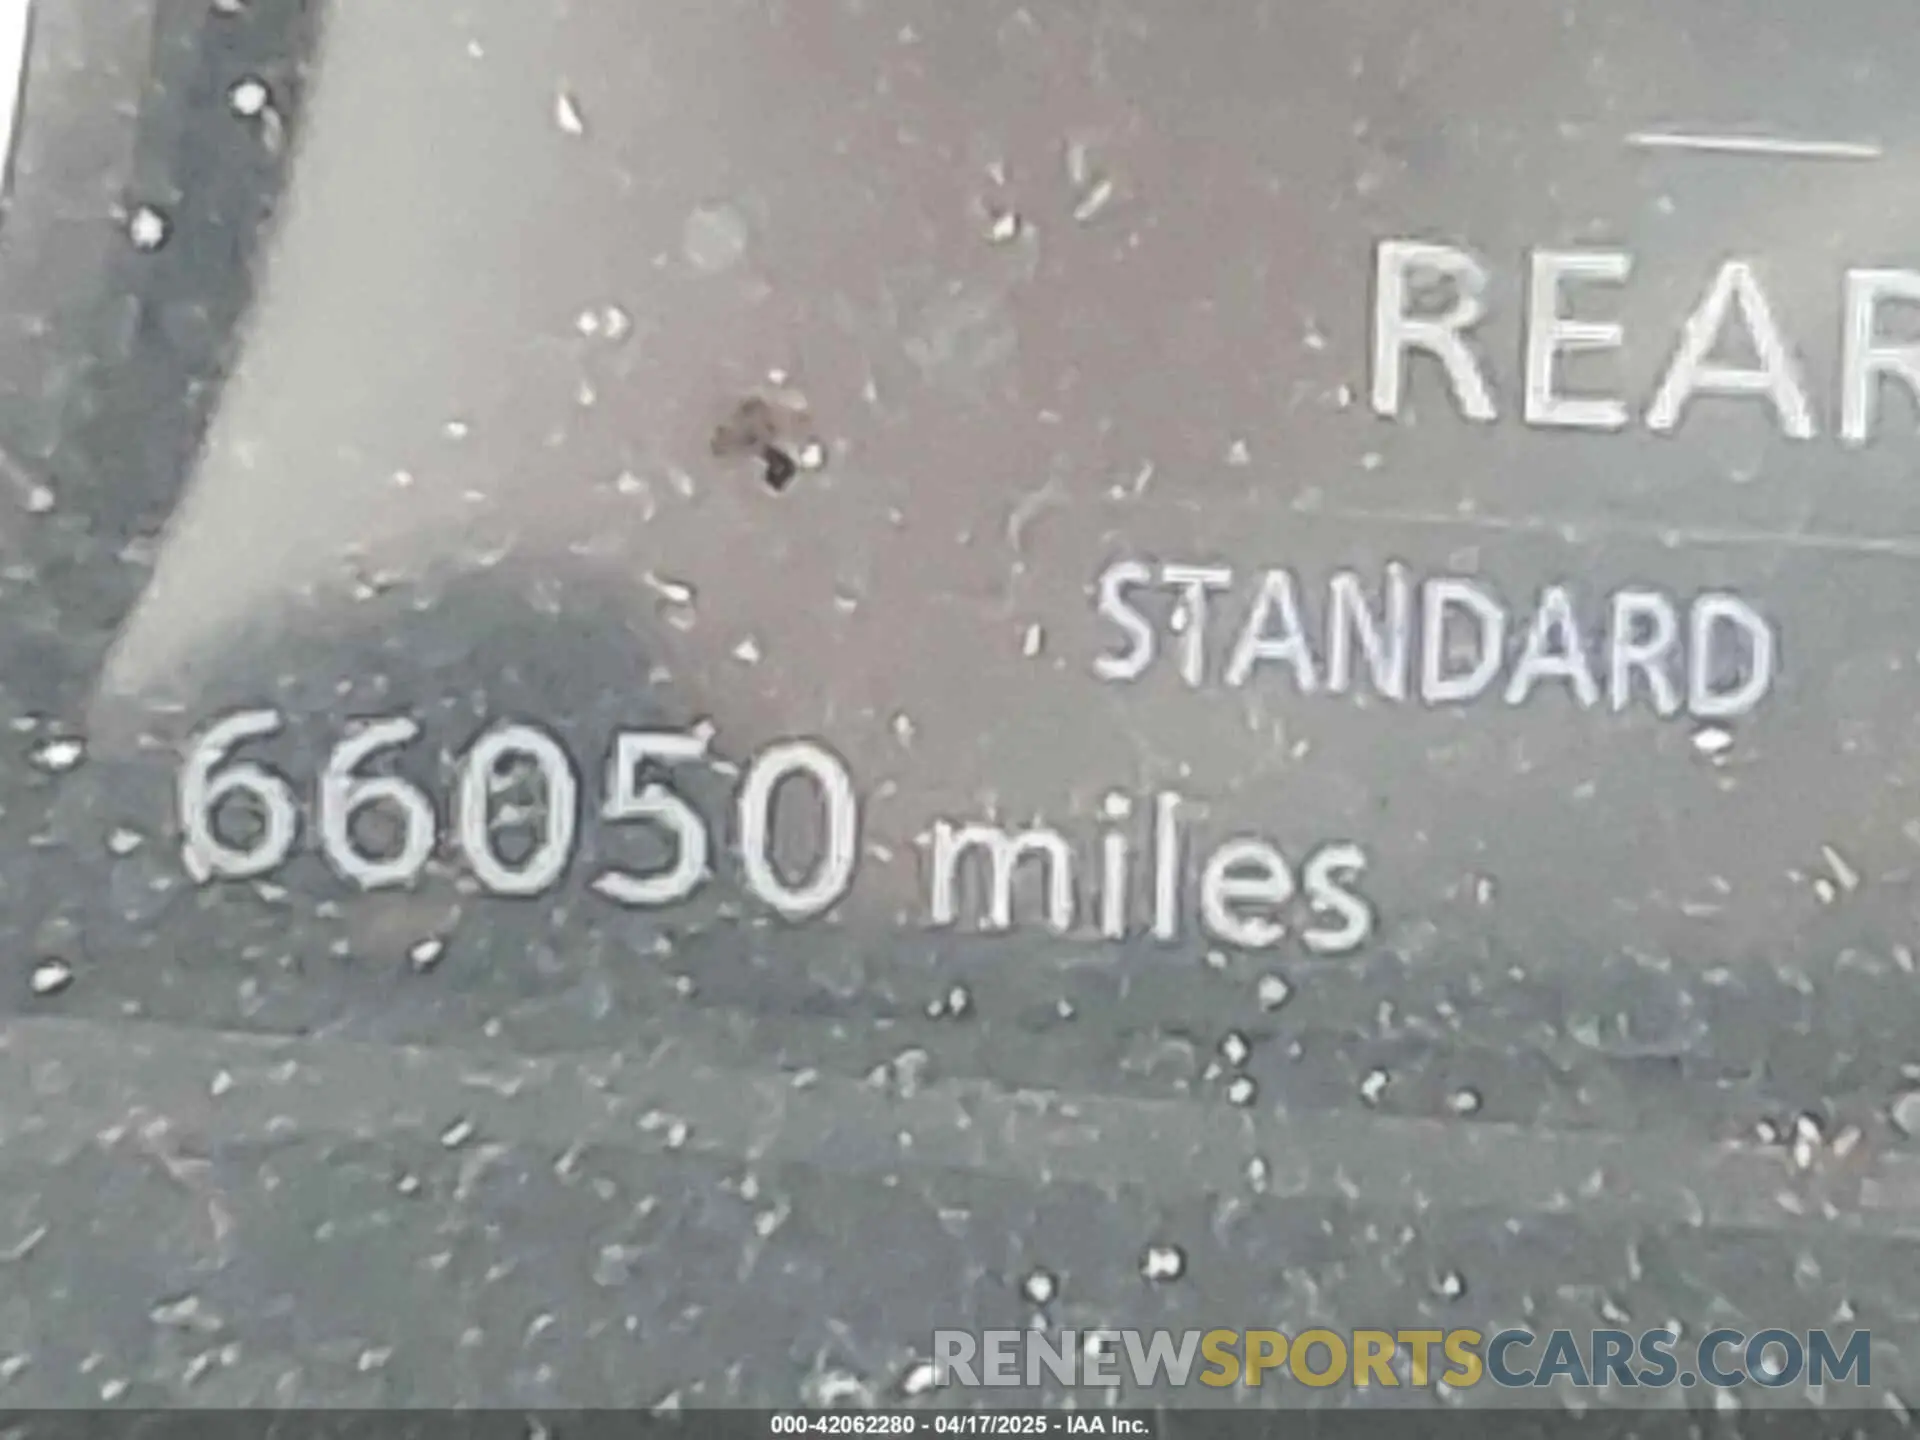 REAR
STANDARD
66050 miles
RENEWSPORTSCARS.COM
000-42062280 - 04/17/2025 - IAA Inc.